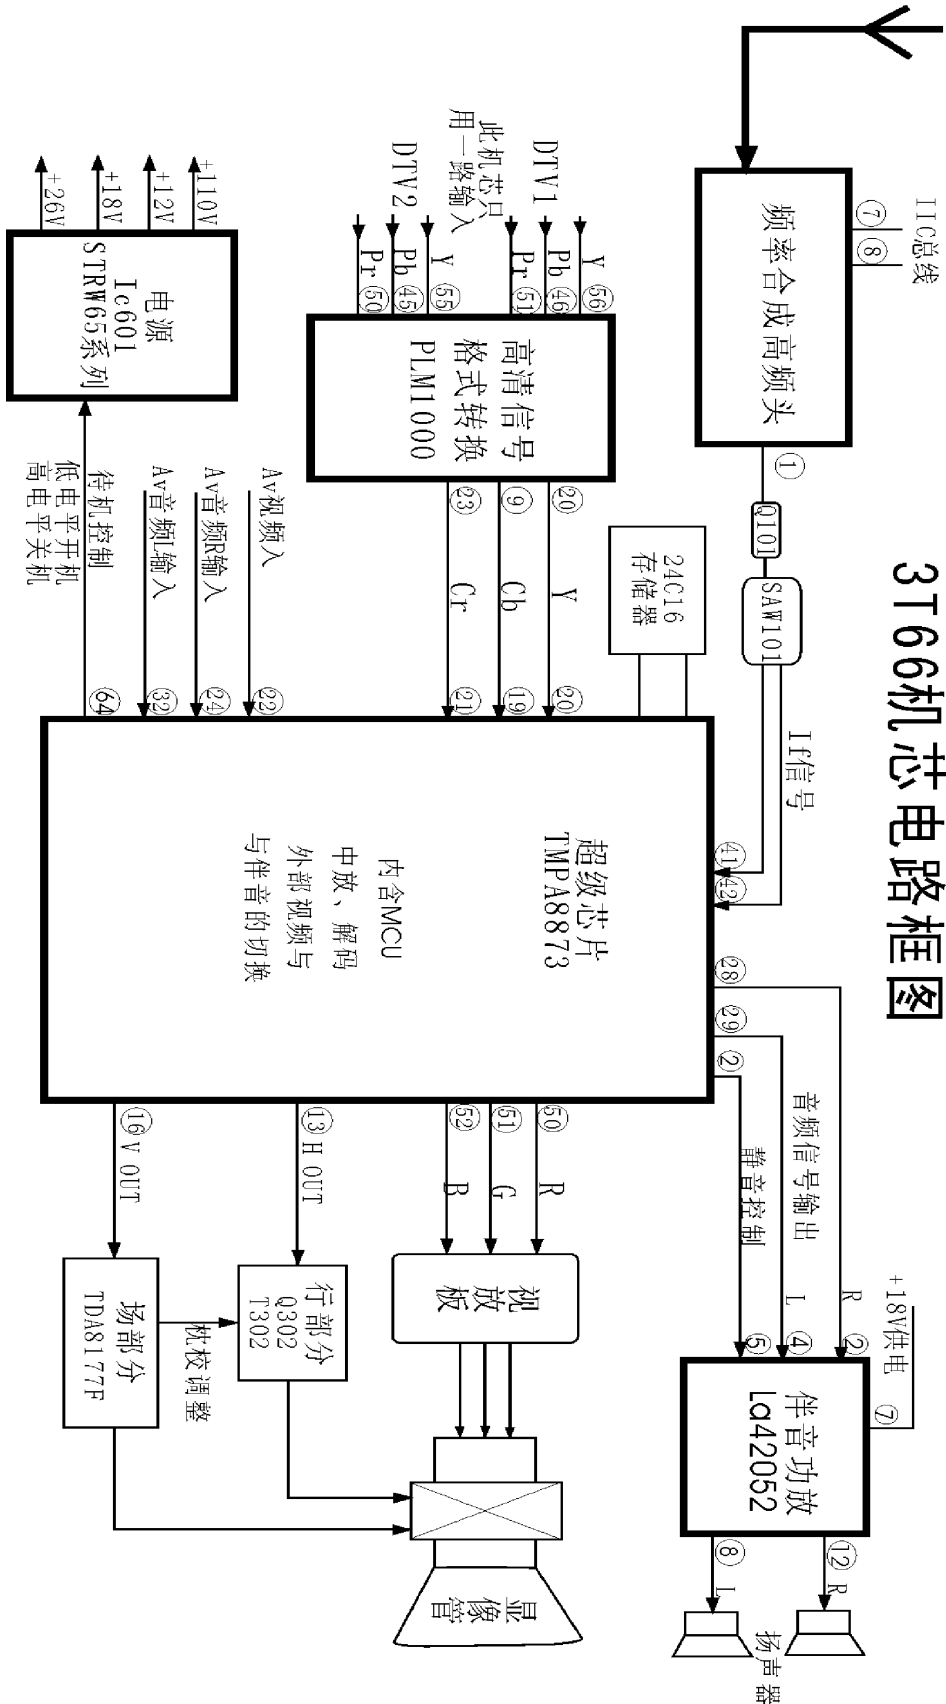 3T66机芯电路框图
IIC总线
⑦
⑧
频率合成高频头
①
Q101
SAW101
If信号
㊶
㊷
㉘
㉙
②
音频信号输出
静音控制
R
L
②
④
⑤
+18V供电
⑦
伴音功放
La42052
⑫
R
⑧
L
扬声器
24C16
存储器
DTV1
Y
Pb
Pr
56
46
51
此机芯只
用一路输入
DTV2
Y
Pb
Pr
55
㊺
㊿
高清信号
格式转换
PLM1000
⑳
⑨
㉓
Y
Cb
Cr
⑳
⑲
㉑
超级芯片
TMPA8873
内含MCU
中放、解码
外部视频与
与伴音的切换
㊿
51
52
R
G
B
视放
板
显像
管
⑬
H OUT
行部分
Q302
T302
⑯
V OUT
场部分
TDA8177F
枕校调整
Av视频入
㉒
Av音频R输入
㉔
Av音频L输入
㉜
待机控制
低电平开机
高电平关机
64
+110V
+12V
+18V
+26V
电源
Ic601
STRW65系列